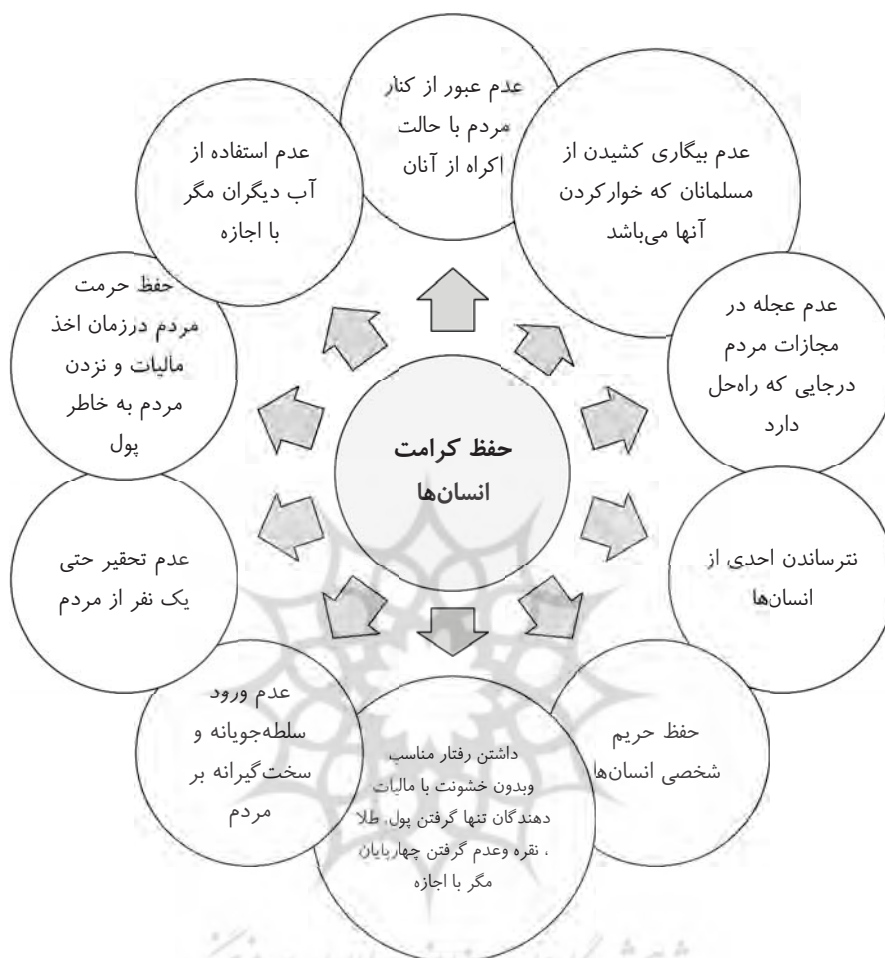 عدم عبور از کنار
مردم با حالت
اکراه از آنان
عدم بیگاری کشیدن از
مسلمانان که خوارکردن
آنها می‌باشد
عدم عجله در
مجازات مردم
درجایی که راه‌حل
دارد
نترساندن احدی از
انسان‌ها
حفظ حریم
شخصی انسان‌ها
داشتن رفتار مناسب
وبدون خشونت با مالیات
دهندگان تنها گرفتن پول، طلا
، نقره وعدم گرفتن چهارپایان
مگر با اجازه
عدم ورود
سلطه‌جویانه و
سخت‌گیرانه بر
مردم
عدم تحقیر حتی
یک نفر از مردم
حفظ حرمت
مردم درزمان اخذ
مالیات و نزدن
مردم به خاطر
پول
عدم استفاده از
آب دیگران مگر
با اجازه
حفظ کرامت
انسان‌ها